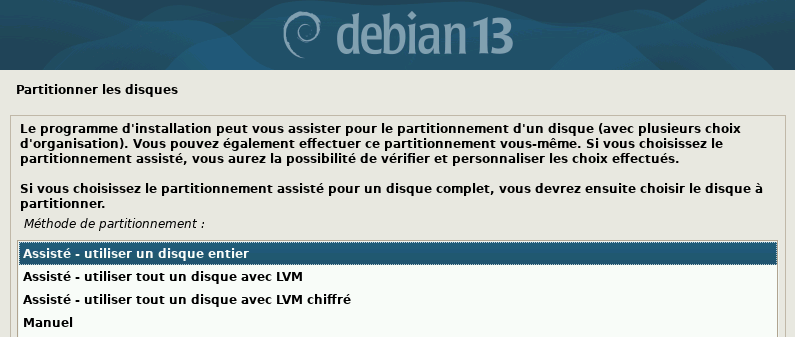 debian 13
Partitionner les disques
Le programme d'installation peut vous assister pour le partitionnement d'un disque (avec plusieurs choix
d'organisation). Vous pouvez également effectuer ce partitionnement vous-même. Si vous choisissez le
partitionnement assisté, vous aurez la possibilité de vérifier et personnaliser les choix effectués.
Si vous choisissez le partitionnement assisté pour un disque complet, vous devrez ensuite choisir le disque à
partitionner.
Méthode de partitionnement :
Assisté - utiliser un disque entier
Assisté - utiliser tout un disque avec LVM
Assisté - utiliser tout un disque avec LVM chiffré
Manuel